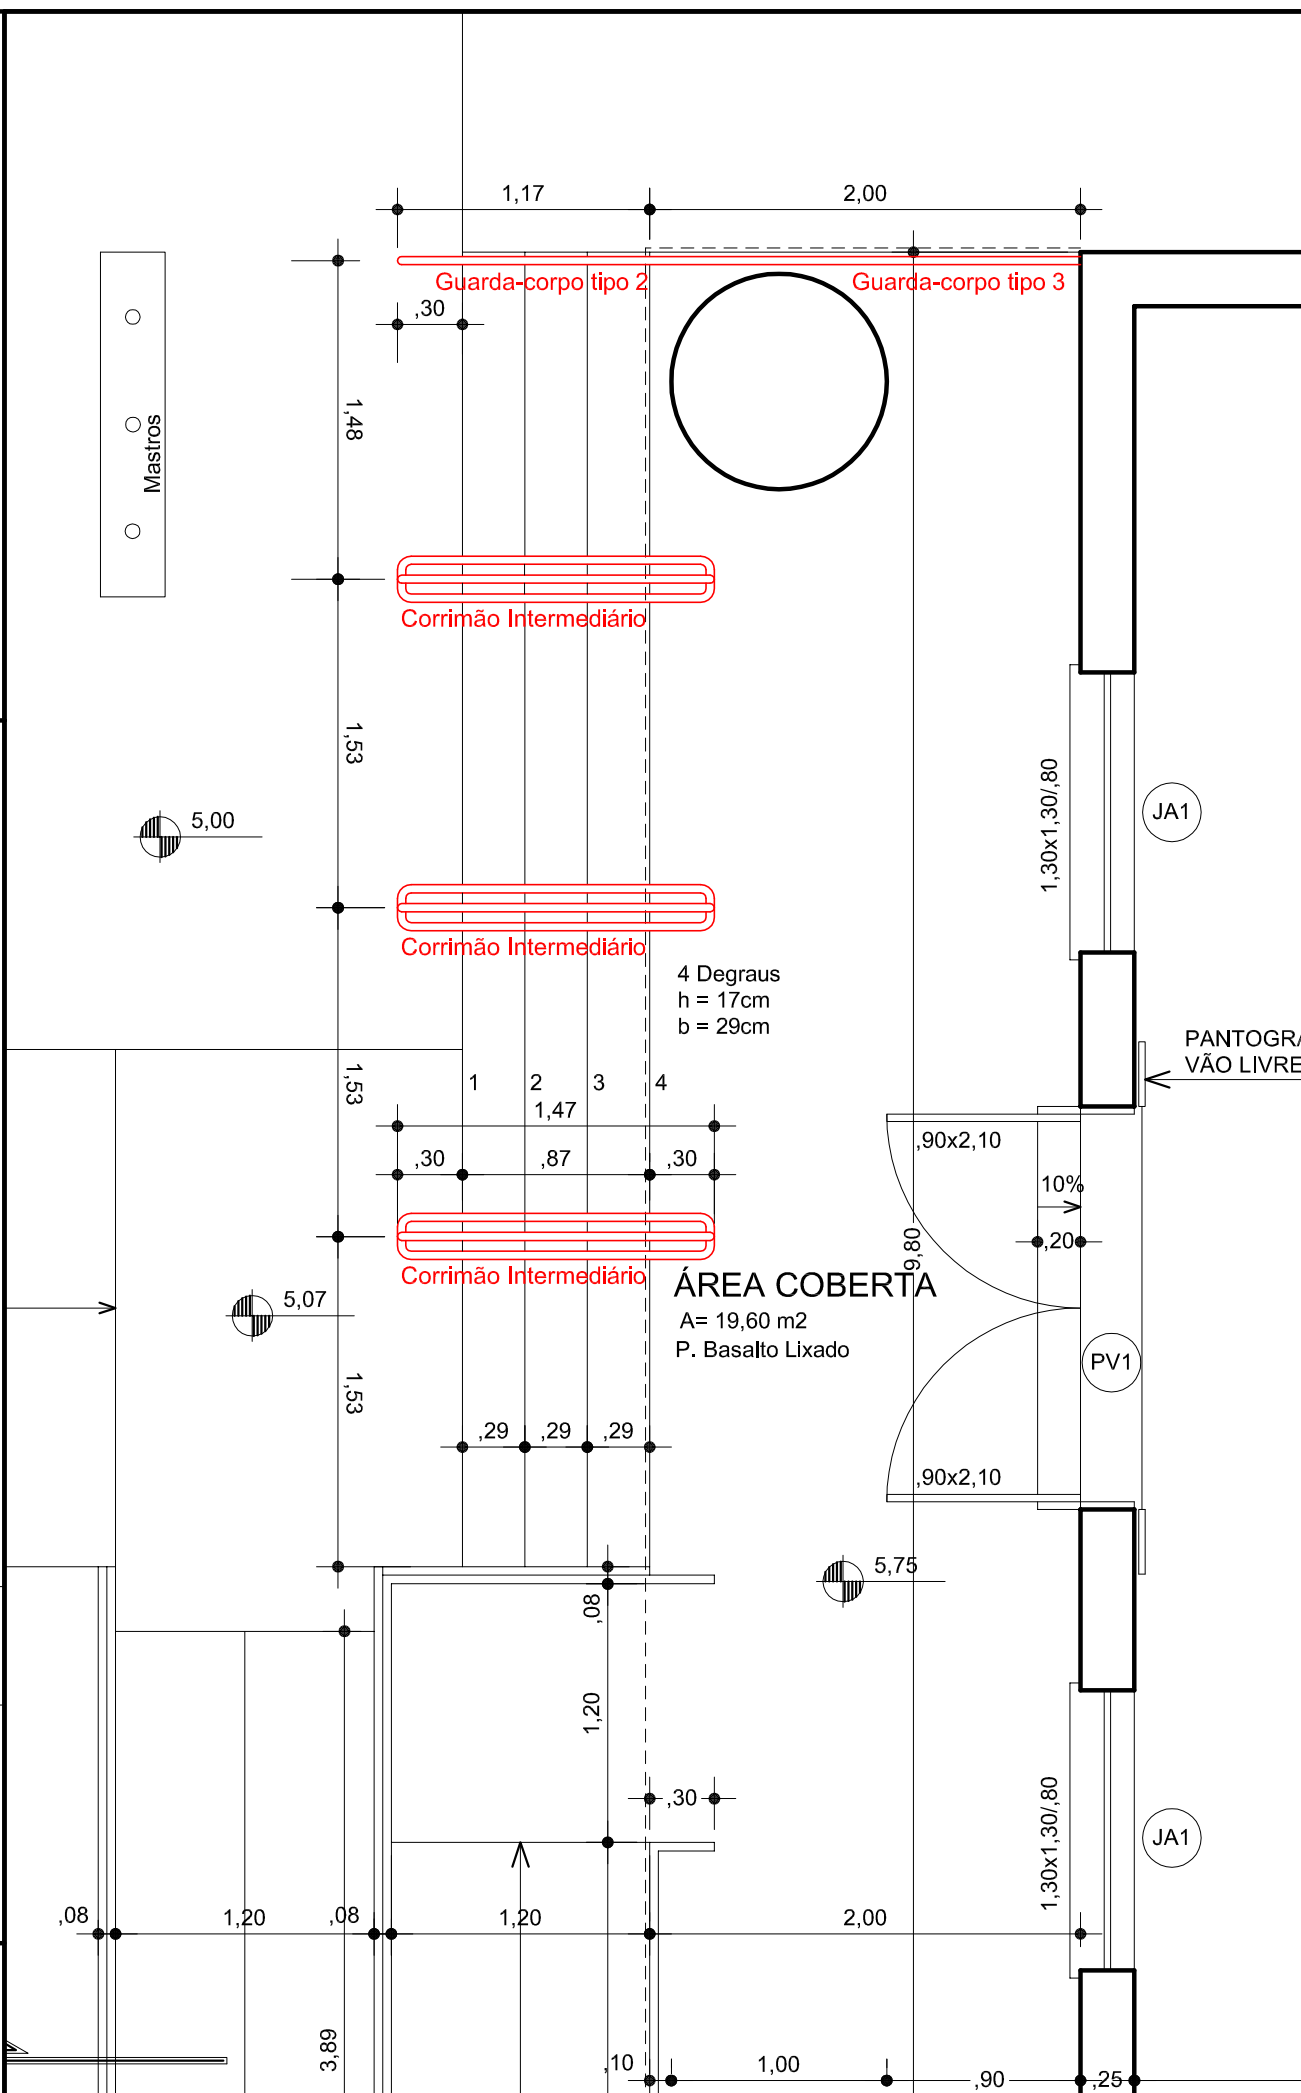 1,17
2,00
Guarda-corpo tipo 2
Guarda-corpo tipo 3
,30
1,48
Mastros
Corrimão Intermediário
1,53
1,30x1,30/,80
JA1
5,00
Corrimão Intermediário
4 Degraus
h = 17cm
b = 29cm
PANTOGRA
VÃO LIVRE
1,53
1
2
3
4
1,47
,90x2,10
,30
,87
,30
10%
,20
9,80
Corrimão Intermediário
ÁREA COBERTA
A= 19,60 m2
P. Basalto Lixado
5,07
PV1
1,53
,29
,29
,29
,90x2,10
5,75
,08
1,20
,30
1,30x1,30/,80
JA1
,08
1,20
,08
1,20
2,00
3,89
,10
1,00
,90
,25